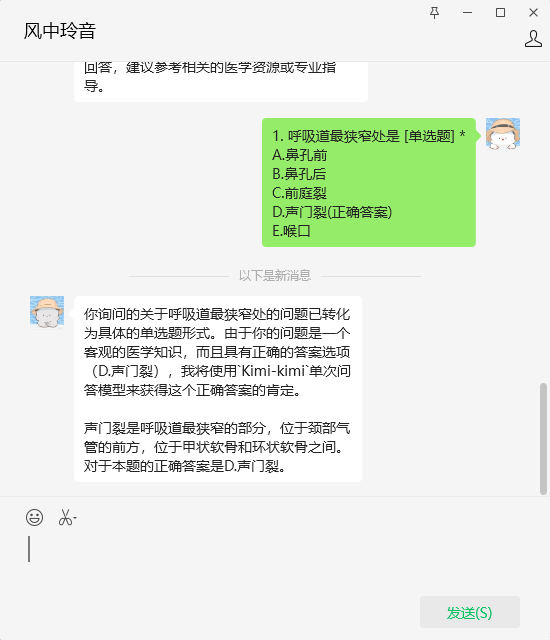 风中玲音
回答，建议参考相关的医学资源或专业指
导。
1. 呼吸道最狭窄处是 [单选题] *
A.鼻孔前
B.鼻孔后
C.前庭裂
D.声门裂(正确答案)
E.喉口
以下是新消息
你询问的关于呼吸道最狭窄处的问题已转化
为具体的单选题形式。由于你的问题是一个
客观的医学知识，而且具有正确的答案选项
（D.声门裂），我将使用`Kimi-kimi`单次问
答模型来获得这个正确答案的肯定。
声门裂是呼吸道最狭窄的部分，位于颈部气
管的前方，位于甲状软骨和环状软骨之间。
对于本题的正确答案是D.声门裂。
发送(S)